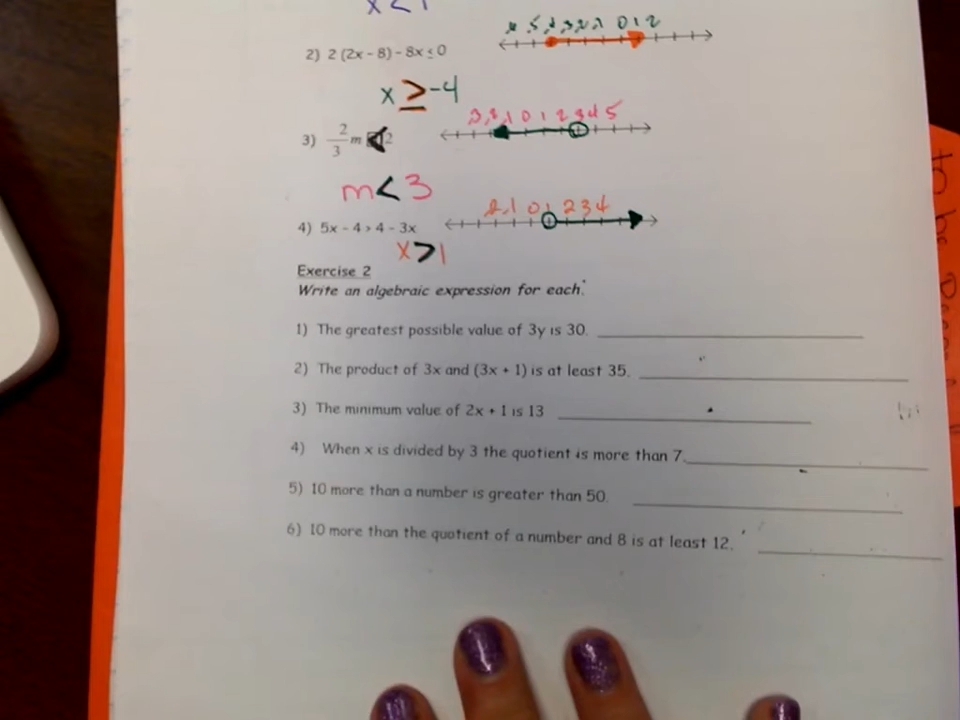 x < 1
2) 2 (2x - 8) - 8x ≤ 0
x ≥ -4
3) 2/3 m < 2
m < 3
4) 5x - 4 > 4 - 3x
x > 1
Exercise 2
Write an algebraic expression for each.
1) The greatest possible value of 3y is 30.
2) The product of 3x and (3x + 1) is at least 35.
3) The minimum value of 2x + 1 is 13
4) When x is divided by 3 the quotient is more than 7.
5) 10 more than a number is greater than 50.
6) 10 more than the quotient of a number and 8 is at least 12.